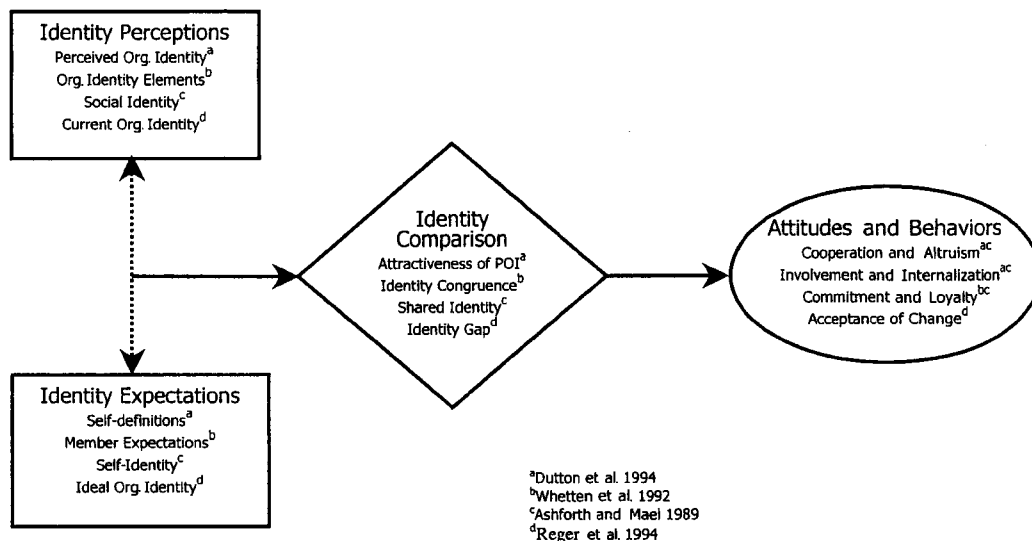 Identity Perceptions
Perceived Org. Identityᵃ
Org. Identity Elementsᵇ
Social Identityᶜ
Current Org. Identityᵈ
Identity
Comparison
Attractiveness of POIᵃ
Identity Congruenceᵇ
Shared Identityᶜ
Identity Gapᵈ
Attitudes and Behaviors
Cooperation and Altruismᵃᶜ
Involvement and Internalizationᵃᶜ
Commitment and Loyaltyᵇᶜ
Acceptance of Changeᵈ
Identity Expectations
Self-definitionsᵃ
Member Expectationsᵇ
Self-Identityᶜ
Ideal Org. Identityᵈ
ᵃDutton et al. 1994
ᵇWhetten et al. 1992
ᶜAshforth and Mael 1989
ᵈReger et al. 1994